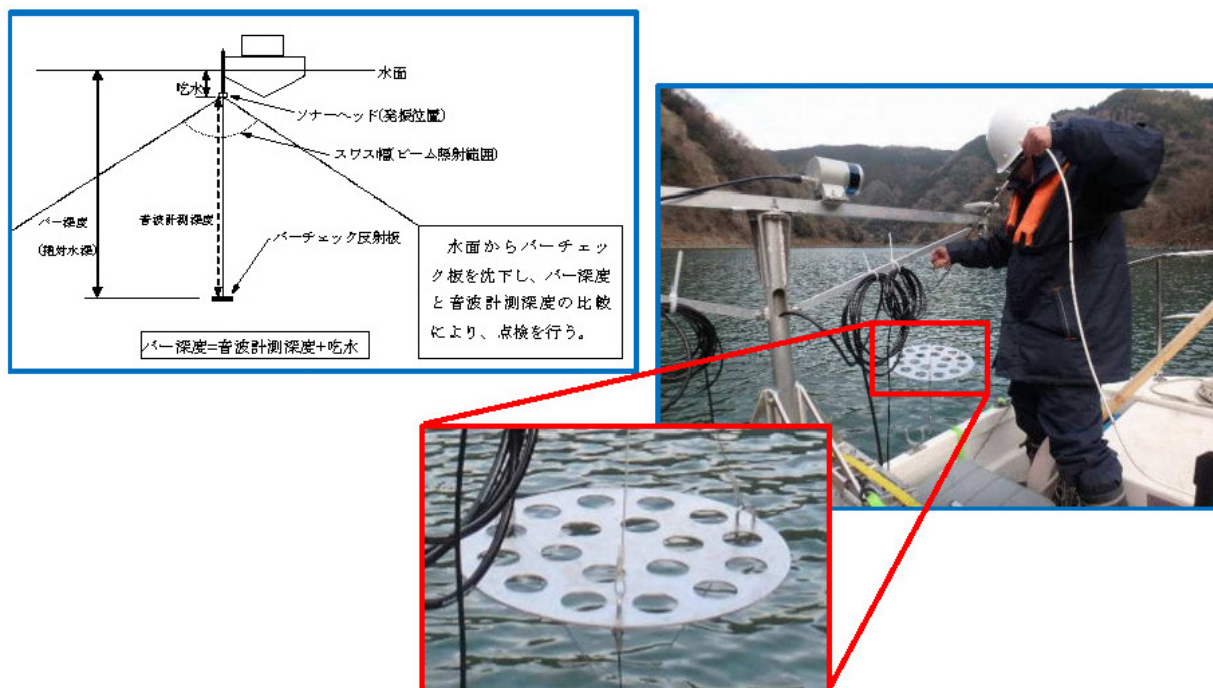 水面
吃水
ソナーヘッド(発振位置)
スワス幅(ビーム照射範囲)
バー深度
(絶対水深)
音波計測深度
バーチェック反射板
水面からバーチェッ
ク板を沈下し、バー深度
と音波計測深度の比較
により、点検を行う。
バー深度=音波計測深度+吃水